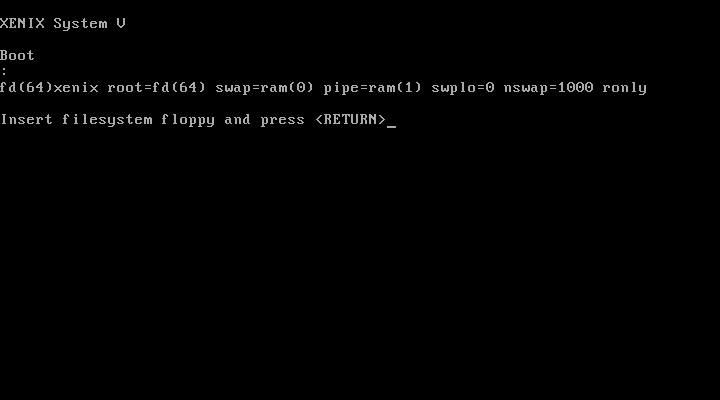 XENIX System V
Boot
:
fd(64)xenix root=fd(64) swap=ram(0) pipe=ram(1) swplo=0 nswap=1000 ronly
Insert filesystem floppy and press <RETURN>_